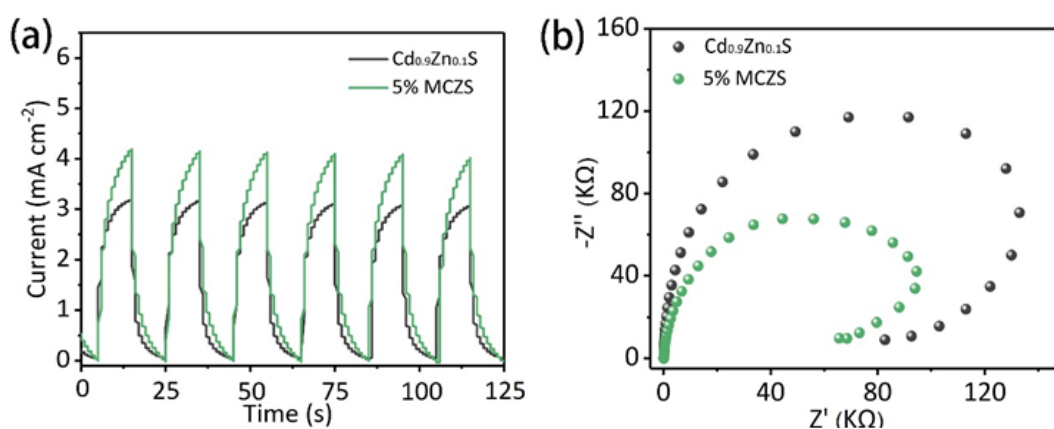 (a)
6
5
4
3
2
1
0
Current (mA cm⁻²)
Cd₀.₉Zn₀.₁S
5% MCZS
0 25 50 75 100 125
Time (s)
(b)
160
120
80
40
0
-Z'' (KΩ)
Cd₀.₉Zn₀.₁S
5% MCZS
0 40 80 120
Z' (KΩ)